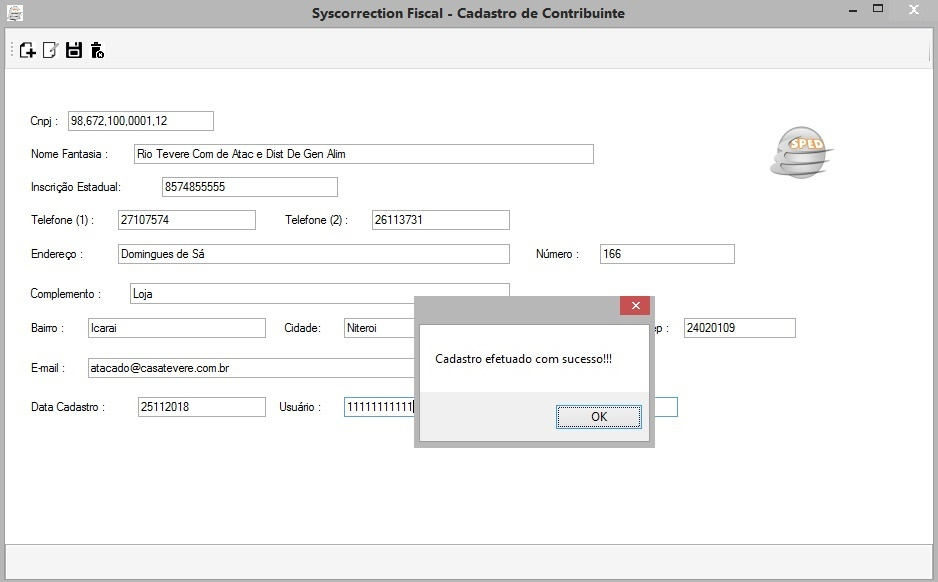 Syscorrection Fiscal - Cadastro de Contribuinte
Cnpj : 98,672,100,0001,12
Nome Fantasia : Rio Tevere Com de Atac e Dist De Gen Alim
SPED
Inscrição Estadual: 8574855555
Telefone (1) : 27107574 Telefone (2) : 26113731
Endereço : Domingues de Sá Número : 166
Complemento : Loja
Bairro : Icarai Cidade: Niteroi ep : 24020109
Cadastro efetuado com sucesso!!!
E-mail : atacado@casatevere.com.br
Data Cadastro : 25112018 Usuário : 11111111111
OK